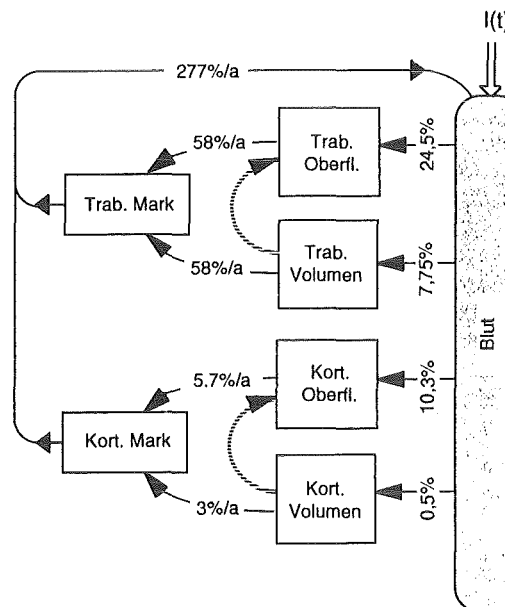 I(t)
277%/a
58%/a
Trab.
Oberfl.
24,5%
Trab. Mark
58%/a
Trab.
Volumen
7,75%
Blut
5.7%/a
Kort.
Oberfl.
10,3%
Kort. Mark
3%/a
Kort.
Volumen
0,5%